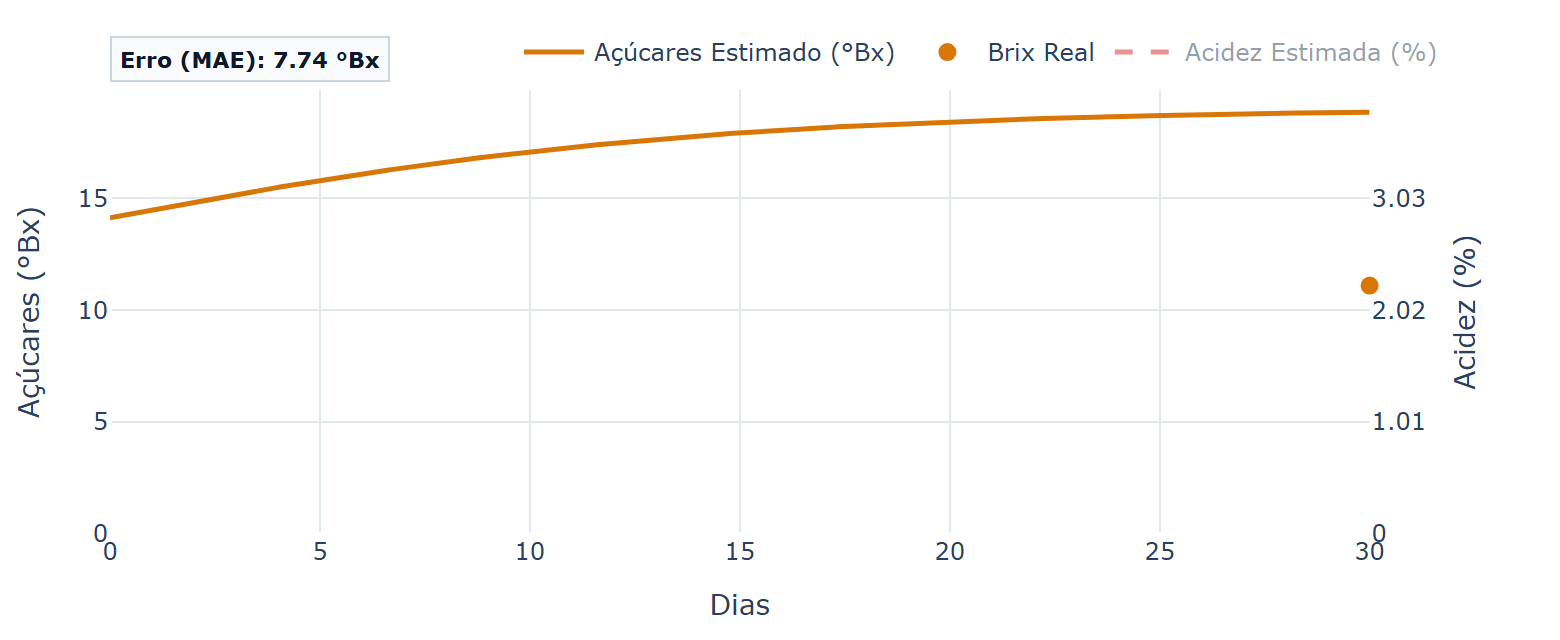 Erro (MAE): 7.74 ºBx
Açúcares Estimado (°Bx)
Brix Real
Acidez Estimada (%)
Açúcares (°Bx)
15
10
5
0
3.03
2.02
1.01
0
Acidez (%)
0
5
10
15
20
25
30
Dias